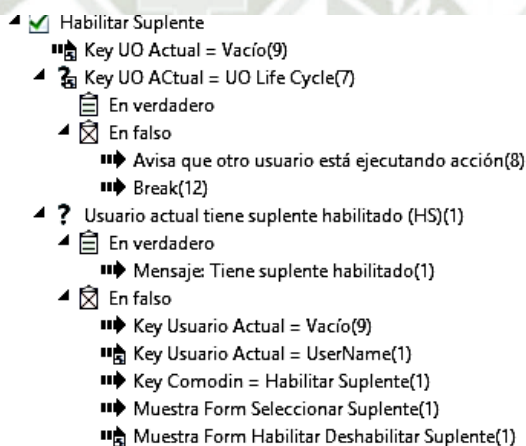 Habilitar Suplente
Key UO Actual = Vacío(9)
Key UO ACtual = UO Life Cycle(7)
En verdadero
En falso
Avisa que otro usuario está ejecutando acción(8)
Break(12)
Usuario actual tiene suplente habilitado (HS)(1)
En verdadero
Mensaje: Tiene suplente habilitado(1)
En falso
Key Usuario Actual = Vacío(9)
Key Usuario Actual = UserName(1)
Key Comodin = Habilitar Suplente(1)
Muestra Form Seleccionar Suplente(1)
Muestra Form Habilitar Deshabilitar Suplente(1)